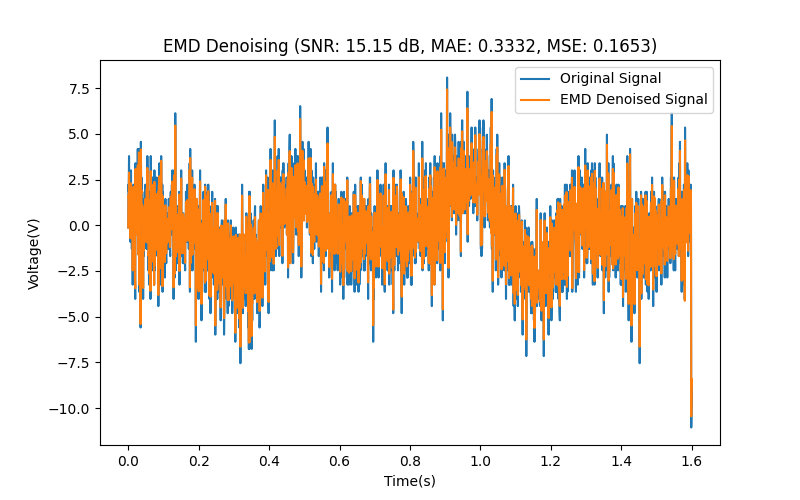 EMD Denoising (SNR: 15.15 dB, MAE: 0.3332, MSE: 0.1653)
Original Signal
EMD Denoised Signal
7.5
5.0
2.5
0.0
−2.5
−5.0
−7.5
−10.0
Voltage(V)
0.0 0.2 0.4 0.6 0.8 1.0 1.2 1.4 1.6
Time(s)